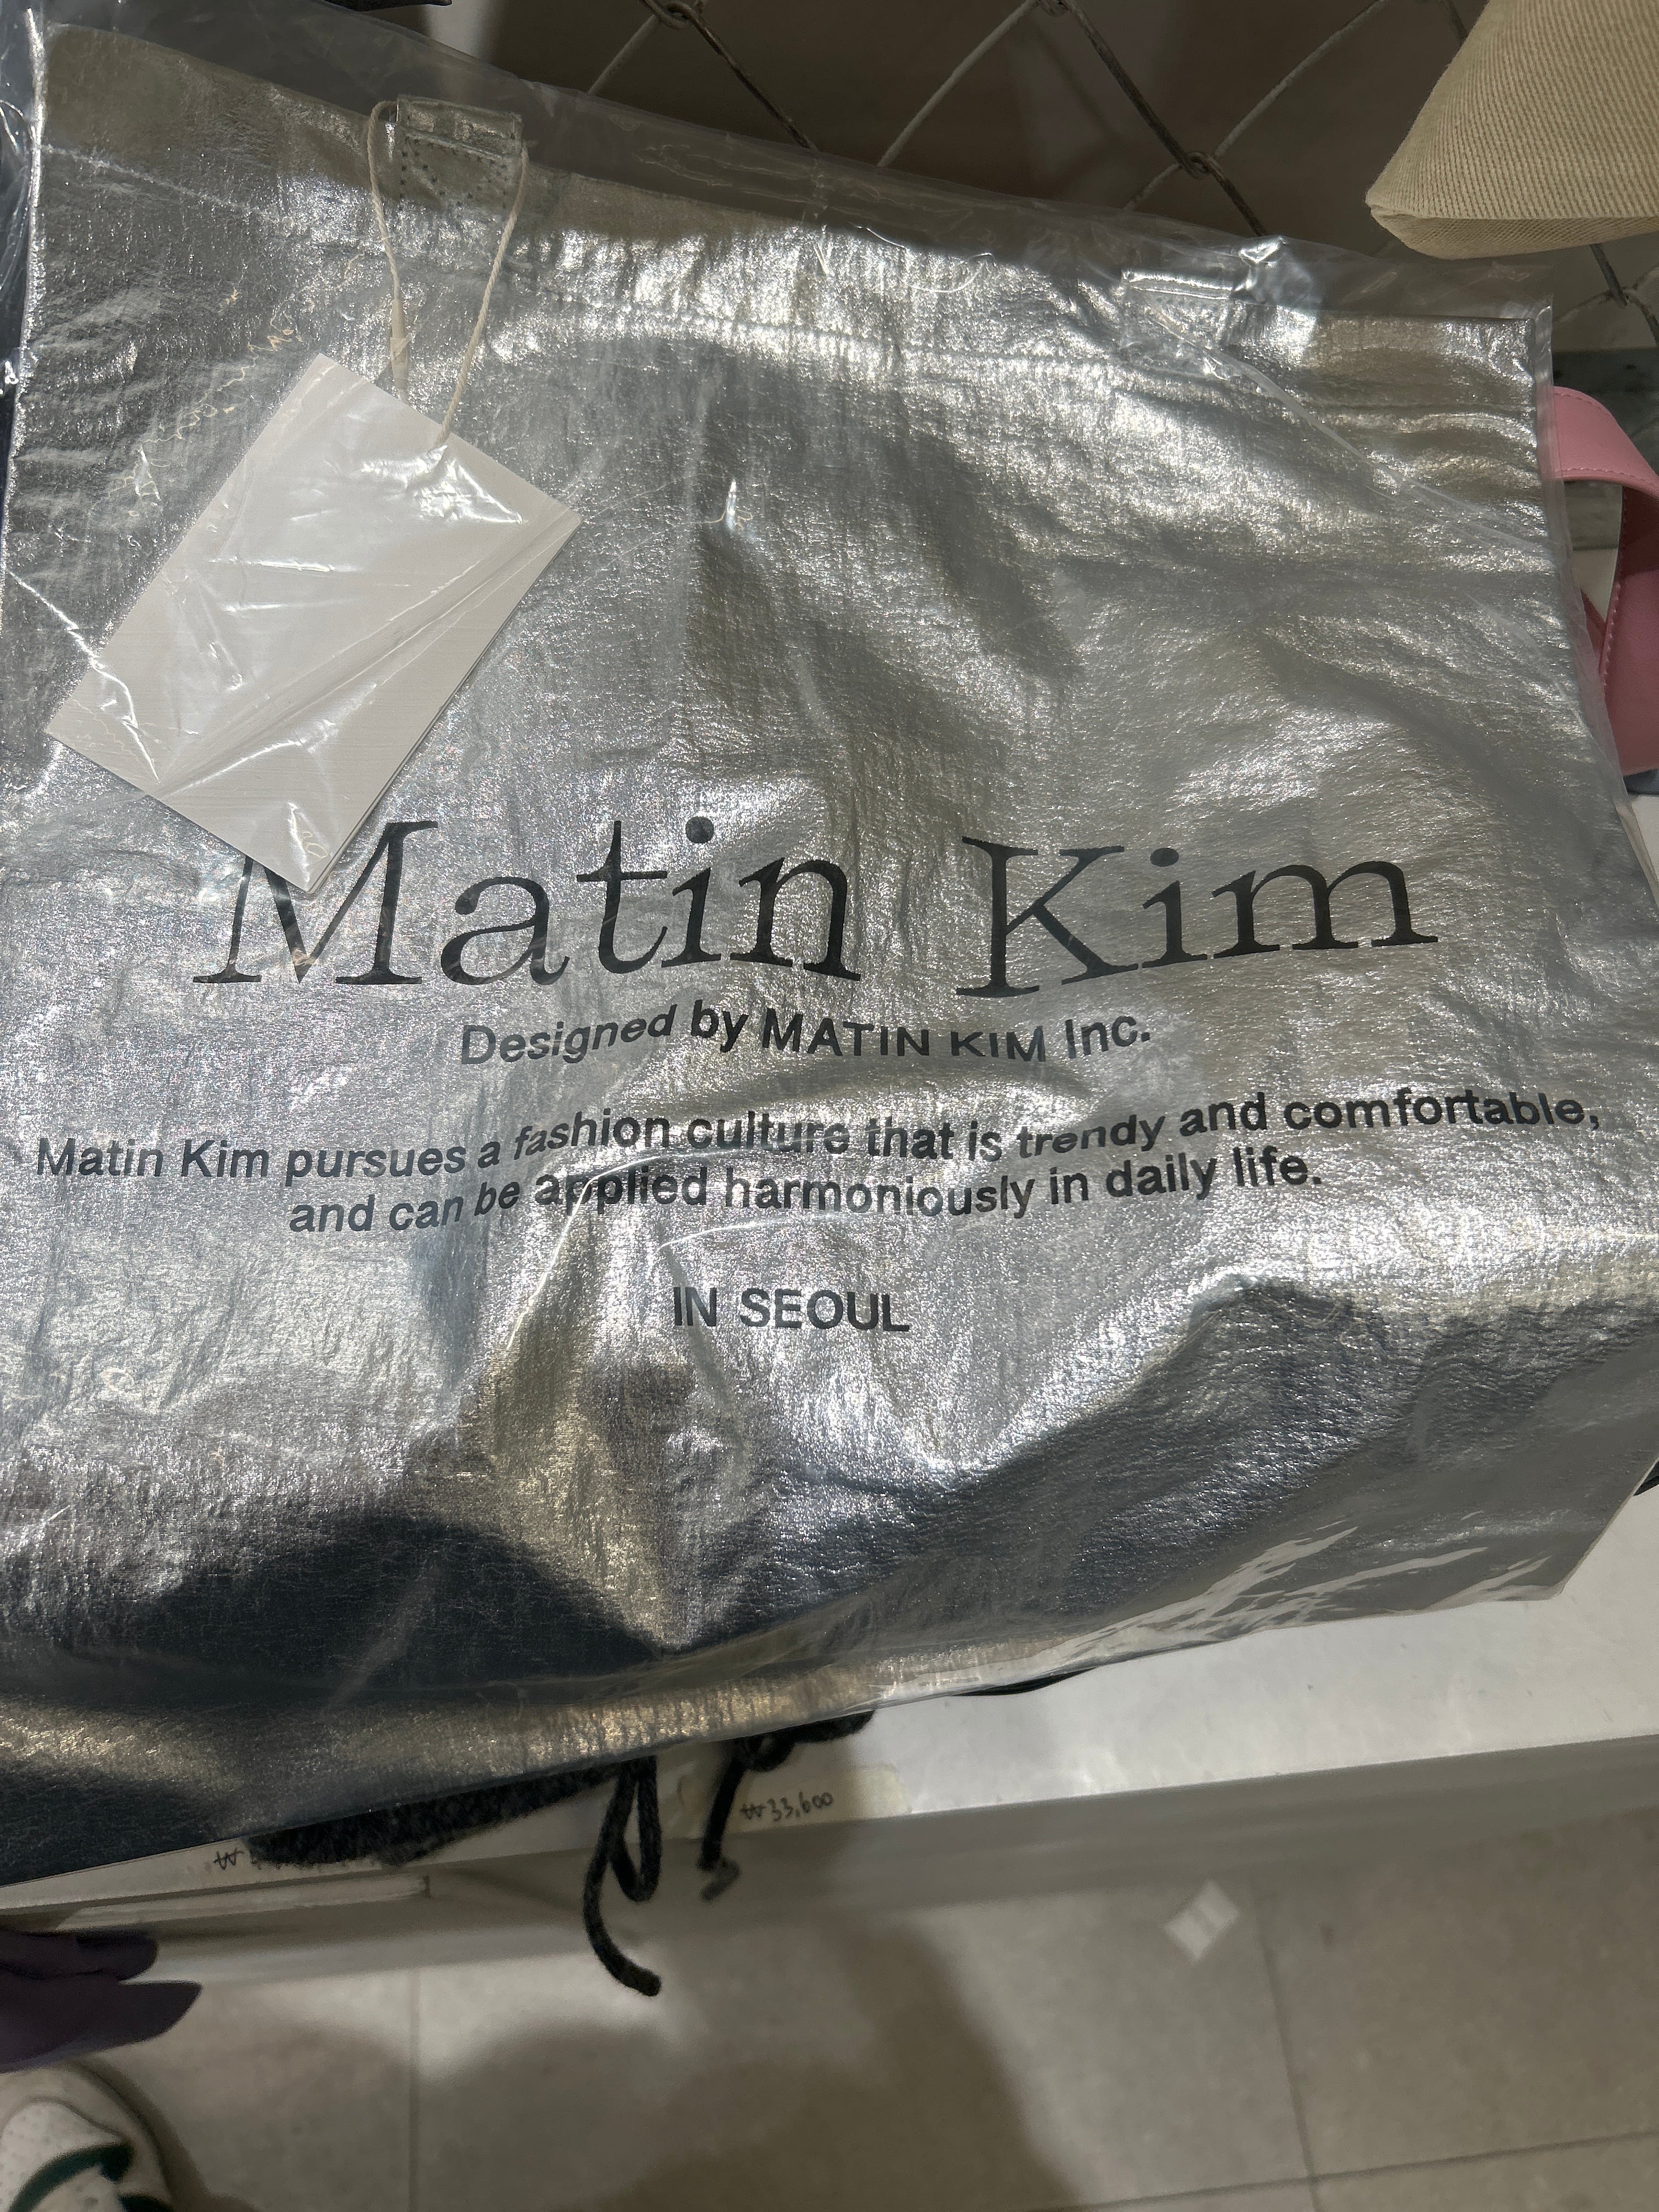 Matin Kim
Designed by MATIN KIM Inc.
Matin Kim pursues a fashion culture that is trendy and comfortable,
and can be applied harmoniously in daily life.
IN SEOUL
₩33,600
₩